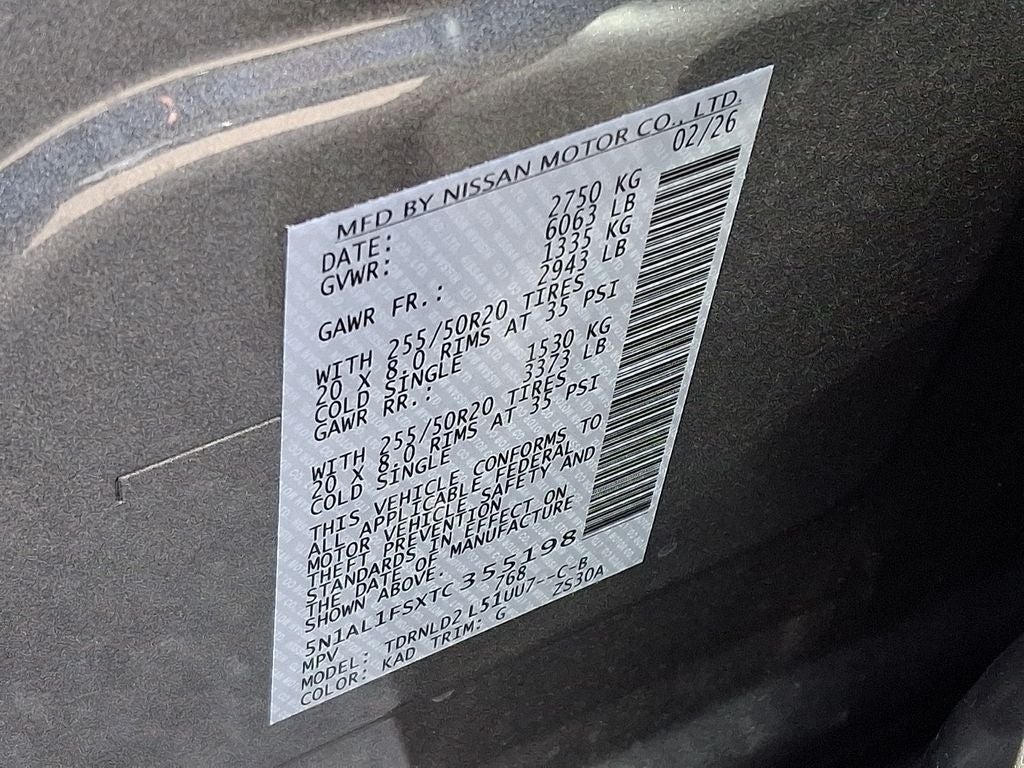 MFD BY NISSAN MOTOR CO., LTD.
DATE: 02/26
GVWR: 2750 KG
6063 LB
GAWR FR.: 1335 KG
2943 LB
WITH 255/50R20 TIRES
20 X 8.0 RIMS AT 35 PSI
COLD SINGLE
GAWR RR.: 1530 KG
3373 LB
WITH 255/50R20 TIRES
20 X 8.0 RIMS AT 35 PSI
COLD SINGLE
THIS VEHICLE CONFORMS TO
ALL APPLICABLE FEDERAL
MOTOR VEHICLE SAFETY AND
THEFT PREVENTION
STANDARDS IN EFFECT ON
THE DATE OF MANUFACTURE
SHOWN ABOVE.
5N1AL1FSXTC355198
MPV 768
MODEL: TDRNLD2 L51UU7--C-B
COLOR: KAD TRIM: G ZS30A